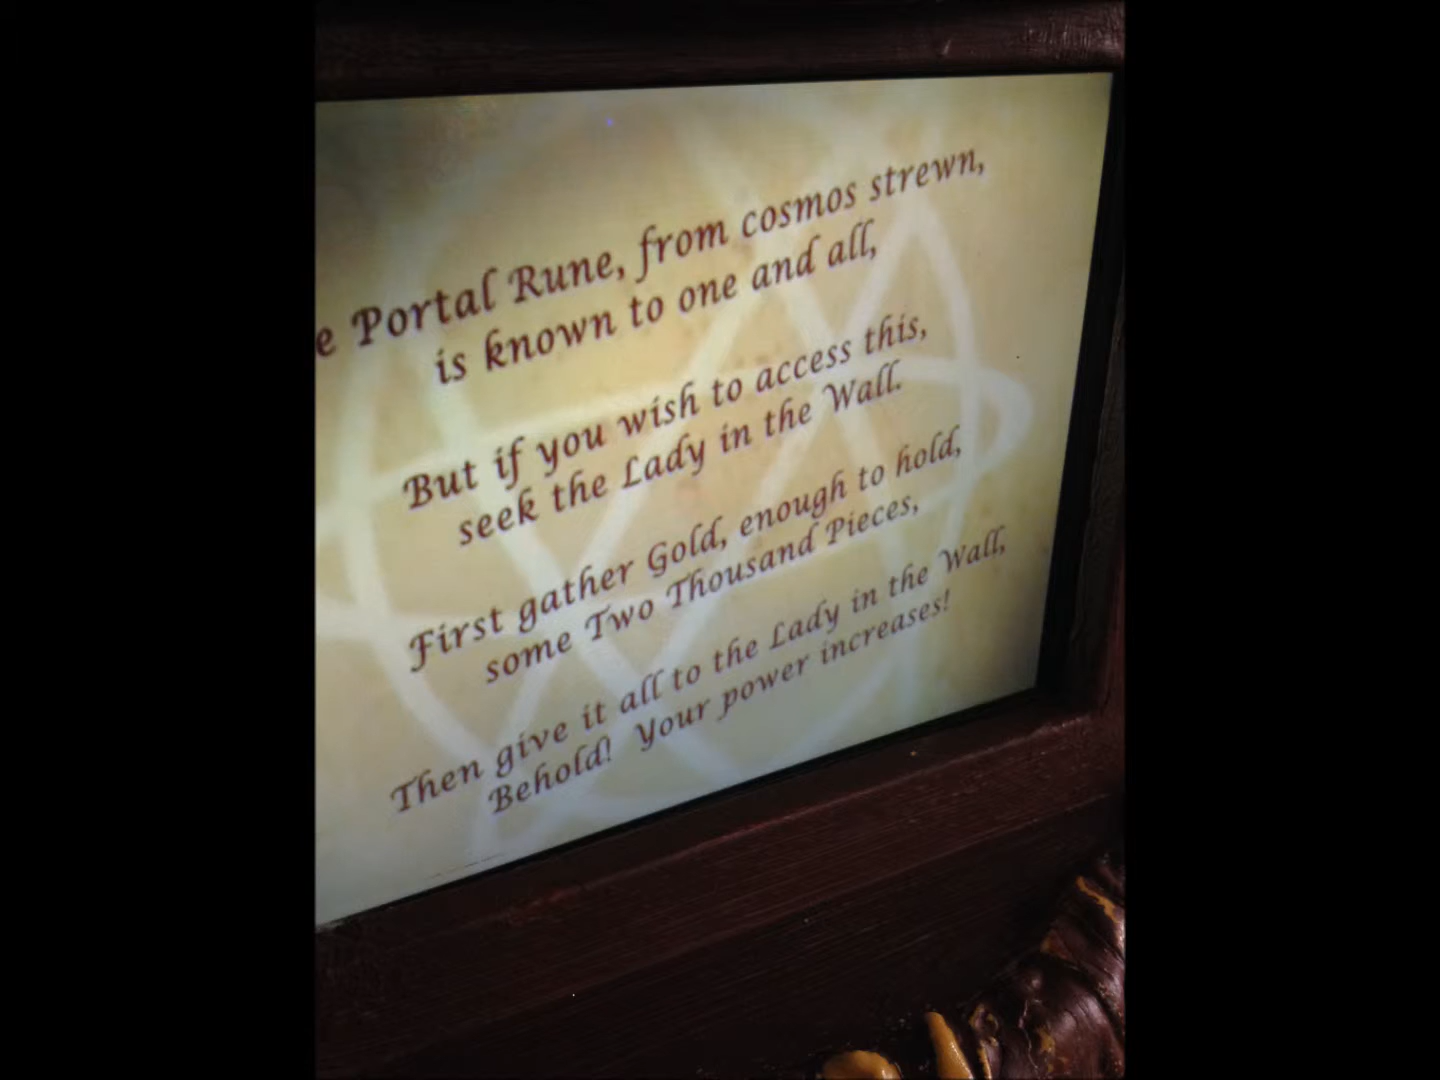 e Portal Rune, from cosmos strewn,
is known to one and all,
But if you wish to access this,
seek the Lady in the Wall.
First gather Gold, enough to hold,
some Two Thousand Pieces,
Then give it all to the Lady in the Wall,
Behold! Your power increases!